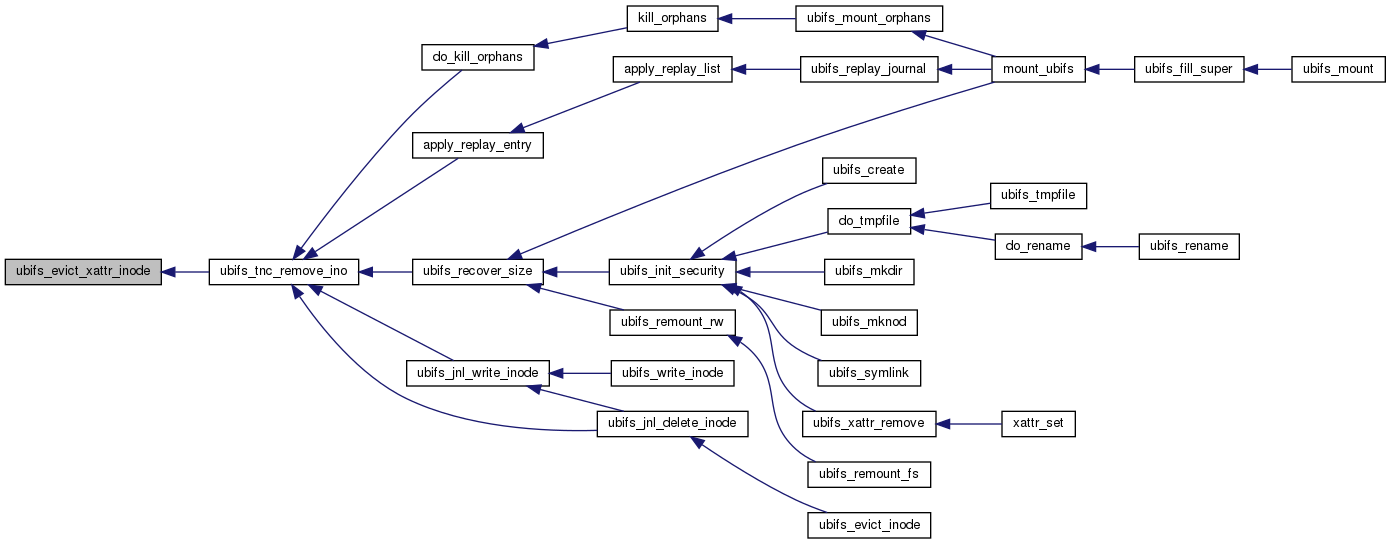 kill_orphans
ubifs_mount_orphans
do_kill_orphans
apply_replay_list
ubifs_replay_journal
mount_ubifs
ubifs_fill_super
ubifs_mount
apply_replay_entry
ubifs_create
ubifs_tmpfile
do_tmpfile
do_rename
ubifs_rename
ubifs_evict_xattr_inode
ubifs_tnc_remove_ino
ubifs_recover_size
ubifs_init_security
ubifs_mkdir
ubifs_remount_rw
ubifs_mknod
ubifs_jnl_write_inode
ubifs_write_inode
ubifs_symlink
ubifs_jnl_delete_inode
ubifs_xattr_remove
xattr_set
ubifs_remount_fs
ubifs_evict_inode